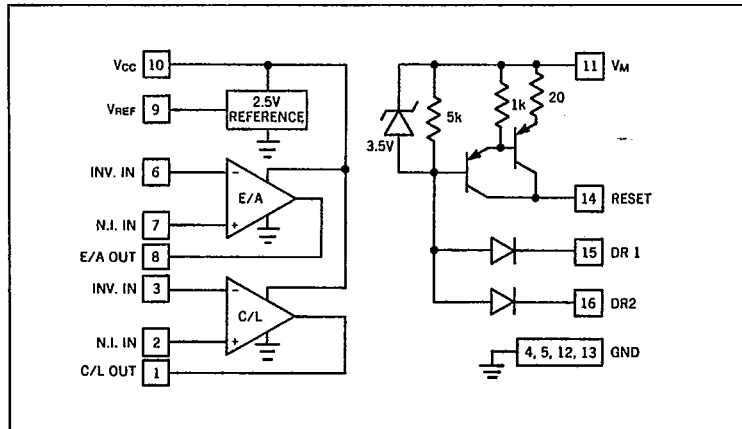 VCC 10
VREF 9
2.5V
REFERENCE
INV. IN 6
-
E/A
N.I. IN 7
+
E/A OUT 8
INV. IN 3
-
C/L
N.I. IN 2
+
C/L OUT 1
11 VM
3.5V
5k
1k
20
14 RESET
15 DR 1
16 DR2
4, 5, 12, 13 GND